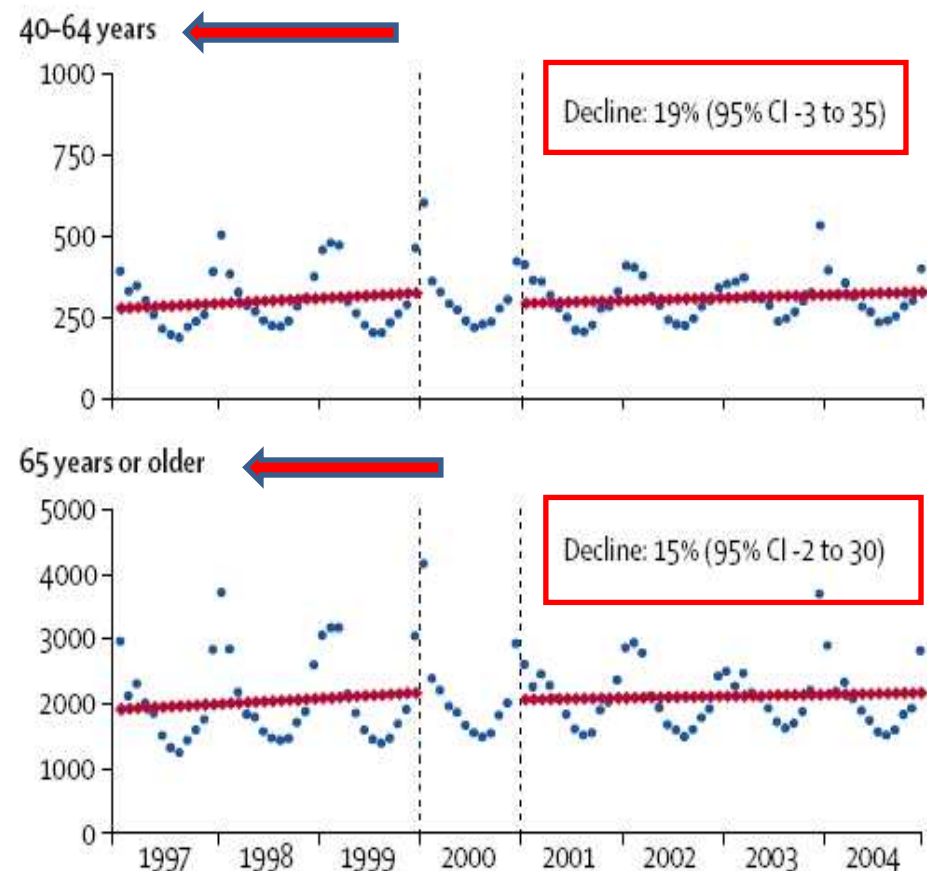 40–64 years
Decline: 19% (95% CI -3 to 35)
1000
750
500
250
0
65 years or older
Decline: 15% (95% CI -2 to 30)
5000
4000
3000
2000
1000
0
1997 1998 1999 2000 2001 2002 2003 2004